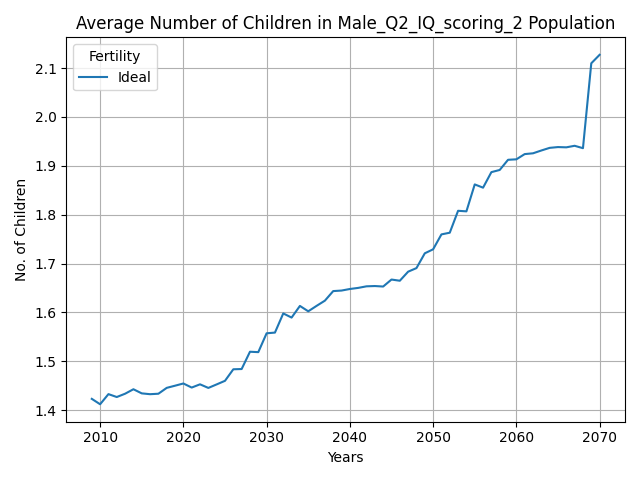 Average Number of Children in Male_Q2_IQ_scoring_2 Population
Fertility
Ideal
No. of Children
2.1
2.0
1.9
1.8
1.7
1.6
1.5
1.4
2010 2020 2030 2040 2050 2060 2070
Years